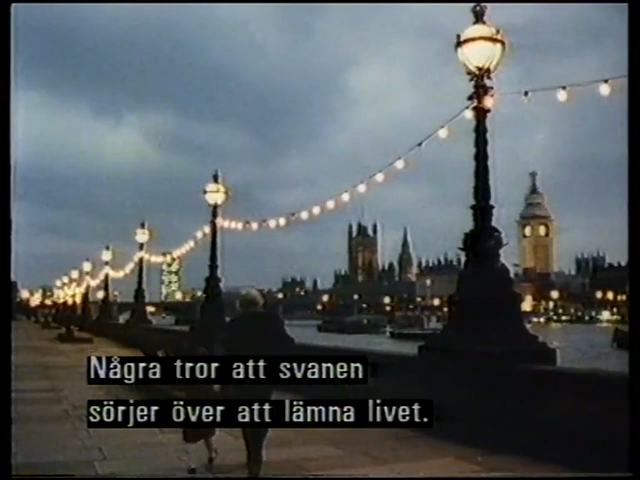 Några tror att svanen
sörjer över att lämna livet.